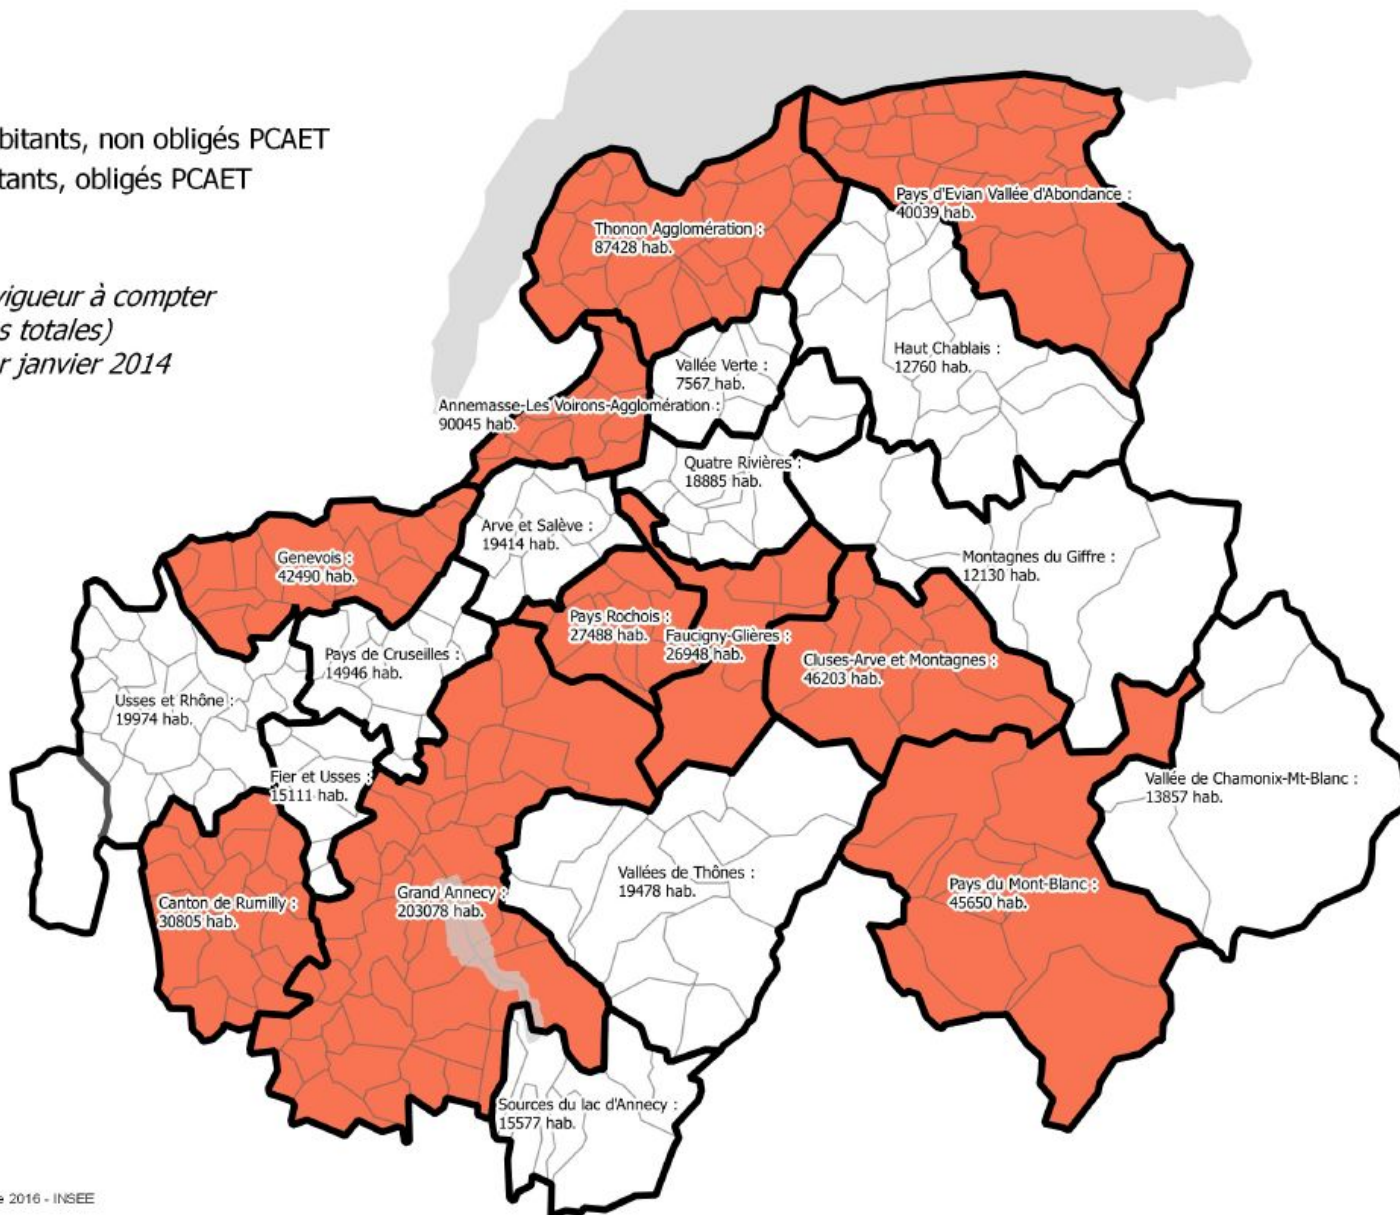 bitants, non obligés PCAET
tants, obligés PCAET
vigueur à compter
s totales)
r janvier 2014
Pays d'Evian Vallée d'Abondance :
40039 hab.
Thonon Agglomération :
87428 hab.
Haut Chablais :
12760 hab.
Vallée Verte :
7567 hab.
Annemasse-Les Voirons-Agglomération :
90045 hab.
Quatre Rivières :
18885 hab.
Arve et Salève :
19414 hab.
Genevois :
42490 hab.
Montagnes du Giffre :
12130 hab.
Pays Rochois :
27488 hab.
Faucigny-Glières :
26948 hab.
Pays de Cruseilles :
14946 hab.
Cluses-Arve et Montagnes :
46203 hab.
Usses et Rhône :
19974 hab.
Fier et Usses :
15111 hab.
Vallée de Chamonix-Mt-Blanc :
13857 hab.
Vallées de Thônes :
19478 hab.
Pays du Mont-Blanc :
45650 hab.
Grand Annecy :
203078 hab.
Canton de Rumilly :
30805 hab.
Sources du lac d'Annecy :
15577 hab.
e 2016 - INSEE